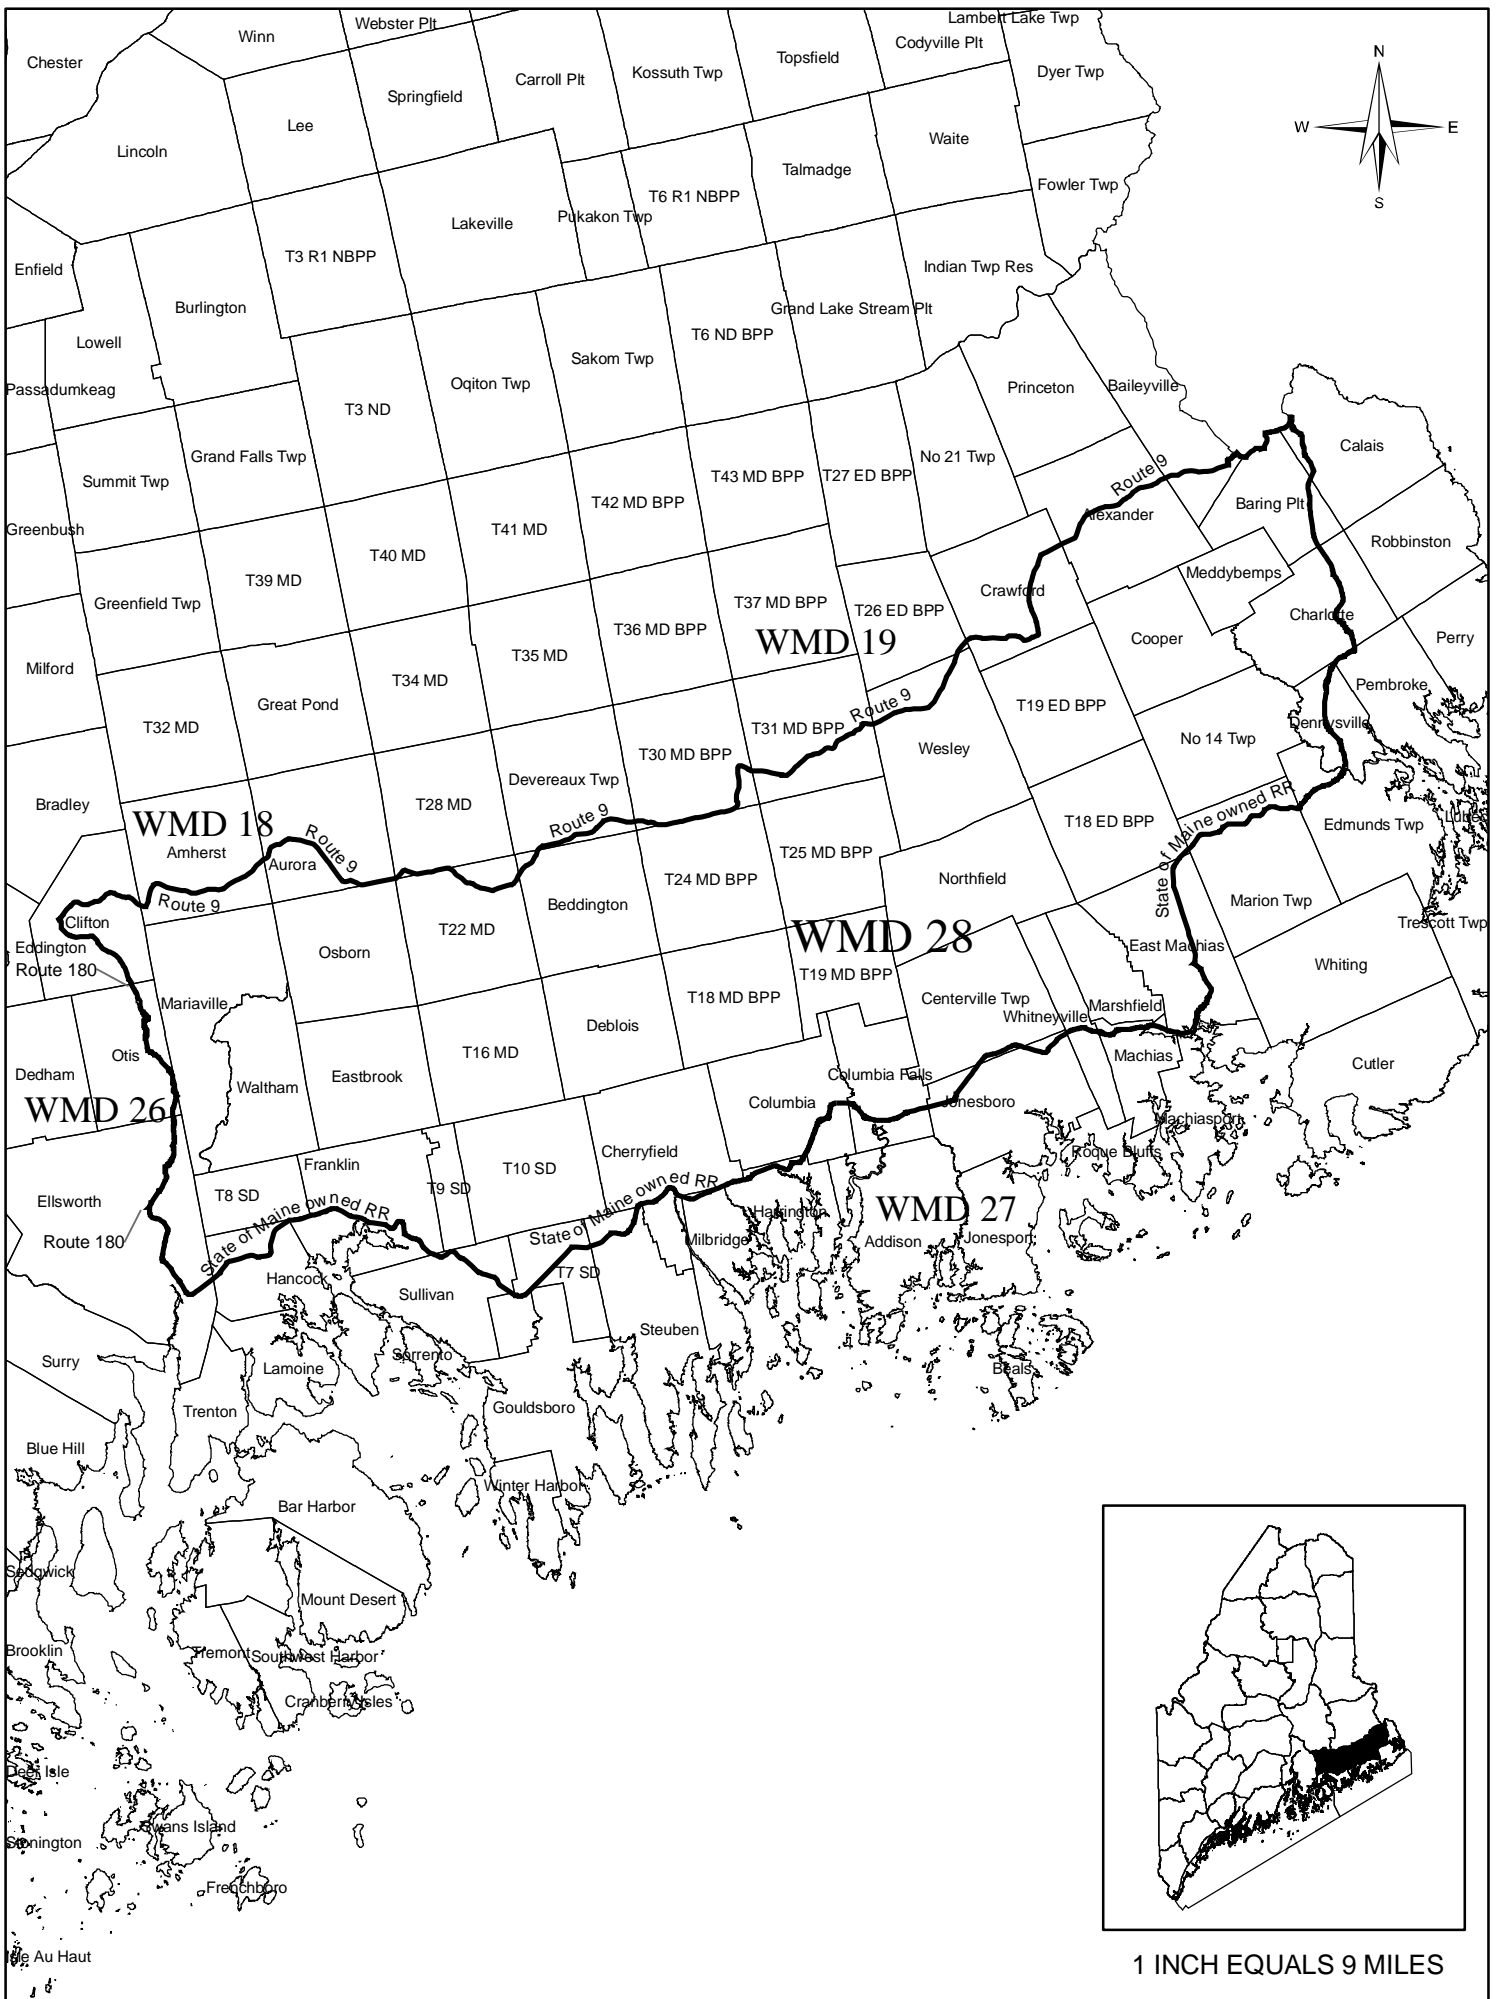 Webster Plt
Lambert Lake Twp
Winn
Codyville Plt
Chester
Topsfield
N
Kossuth Twp
Dyer Twp
Carroll Plt
Springfield
Lee
W
E
Waite
Lincoln
Talmadge
Fowler Twp
T6 R1 NBPP
S
Pukakon Twp
Lakeville
T3 R1 NBPP
Indian Twp Res
Enfield
Burlington
Grand Lake Stream Plt
T6 ND BPP
Lowell
Sakom Twp
Oqiton Twp
Princeton
Baileyville
Passadumkeag
T3 ND
Calais
Grand Falls Twp
No 21 Twp
Route 9
T43 MD BPP
T27 ED BPP
Summit Twp
T42 MD BPP
Baring Plt
Alexander
Greenbush
T41 MD
Robbinston
T40 MD
Meddybemps
T39 MD
Crawford
Greenfield Twp
T37 MD BPP
T26 ED BPP
Charlotte
T36 MD BPP
WMD 19
Cooper
Perry
T35 MD
Milford
T34 MD
Pembroke
Great Pond
T19 ED BPP
Route 9
T32 MD
T31 MD BPP
Dennysville
No 14 Twp
Wesley
T30 MD BPP
Devereaux Twp
Bradley
T28 MD
State of Maine owned RR
WMD 18
Route 9
Route 9
T18 ED BPP
Edmunds Twp
Lubec
Amherst
T25 MD BPP
Aurora
T24 MD BPP
Northfield
Route 9
Beddington
Marion Twp
Clifton
T22 MD
Trescott Twp
WMD 28
Eddington
Osborn
East Machias
Route 180
T19 MD BPP
Whiting
Mariaville
T18 MD BPP
Centerville Twp
Marshfield
Whitneyville
Deblois
Otis
T16 MD
Machias
Dedham
Eastbrook
Columbia Falls
Cutler
Waltham
WMD 26
Columbia
Jonesboro
Machiasport
Cherryfield
Roque Bluffs
Franklin
T10 SD
T9 SD
T8 SD
Ellsworth
State of Maine owned RR
State of Maine owned RR
WMD 27
Harrington
Route 180
Milbridge
Addison
Jonesport
T7 SD
Hancock
Sullivan
Steuben
Surry
Sorrento
Lamoine
Beals
Trenton
Gouldsboro
Blue Hill
Winter Harbor
Bar Harbor
Sedgwick
Mount Desert
Brooklin
Tremont
Southwest Harbor
Cranberry Isles
Deer Isle
Swans Island
Stonington
Frenchboro
Isle Au Haut
1 INCH EQUALS 9 MILES